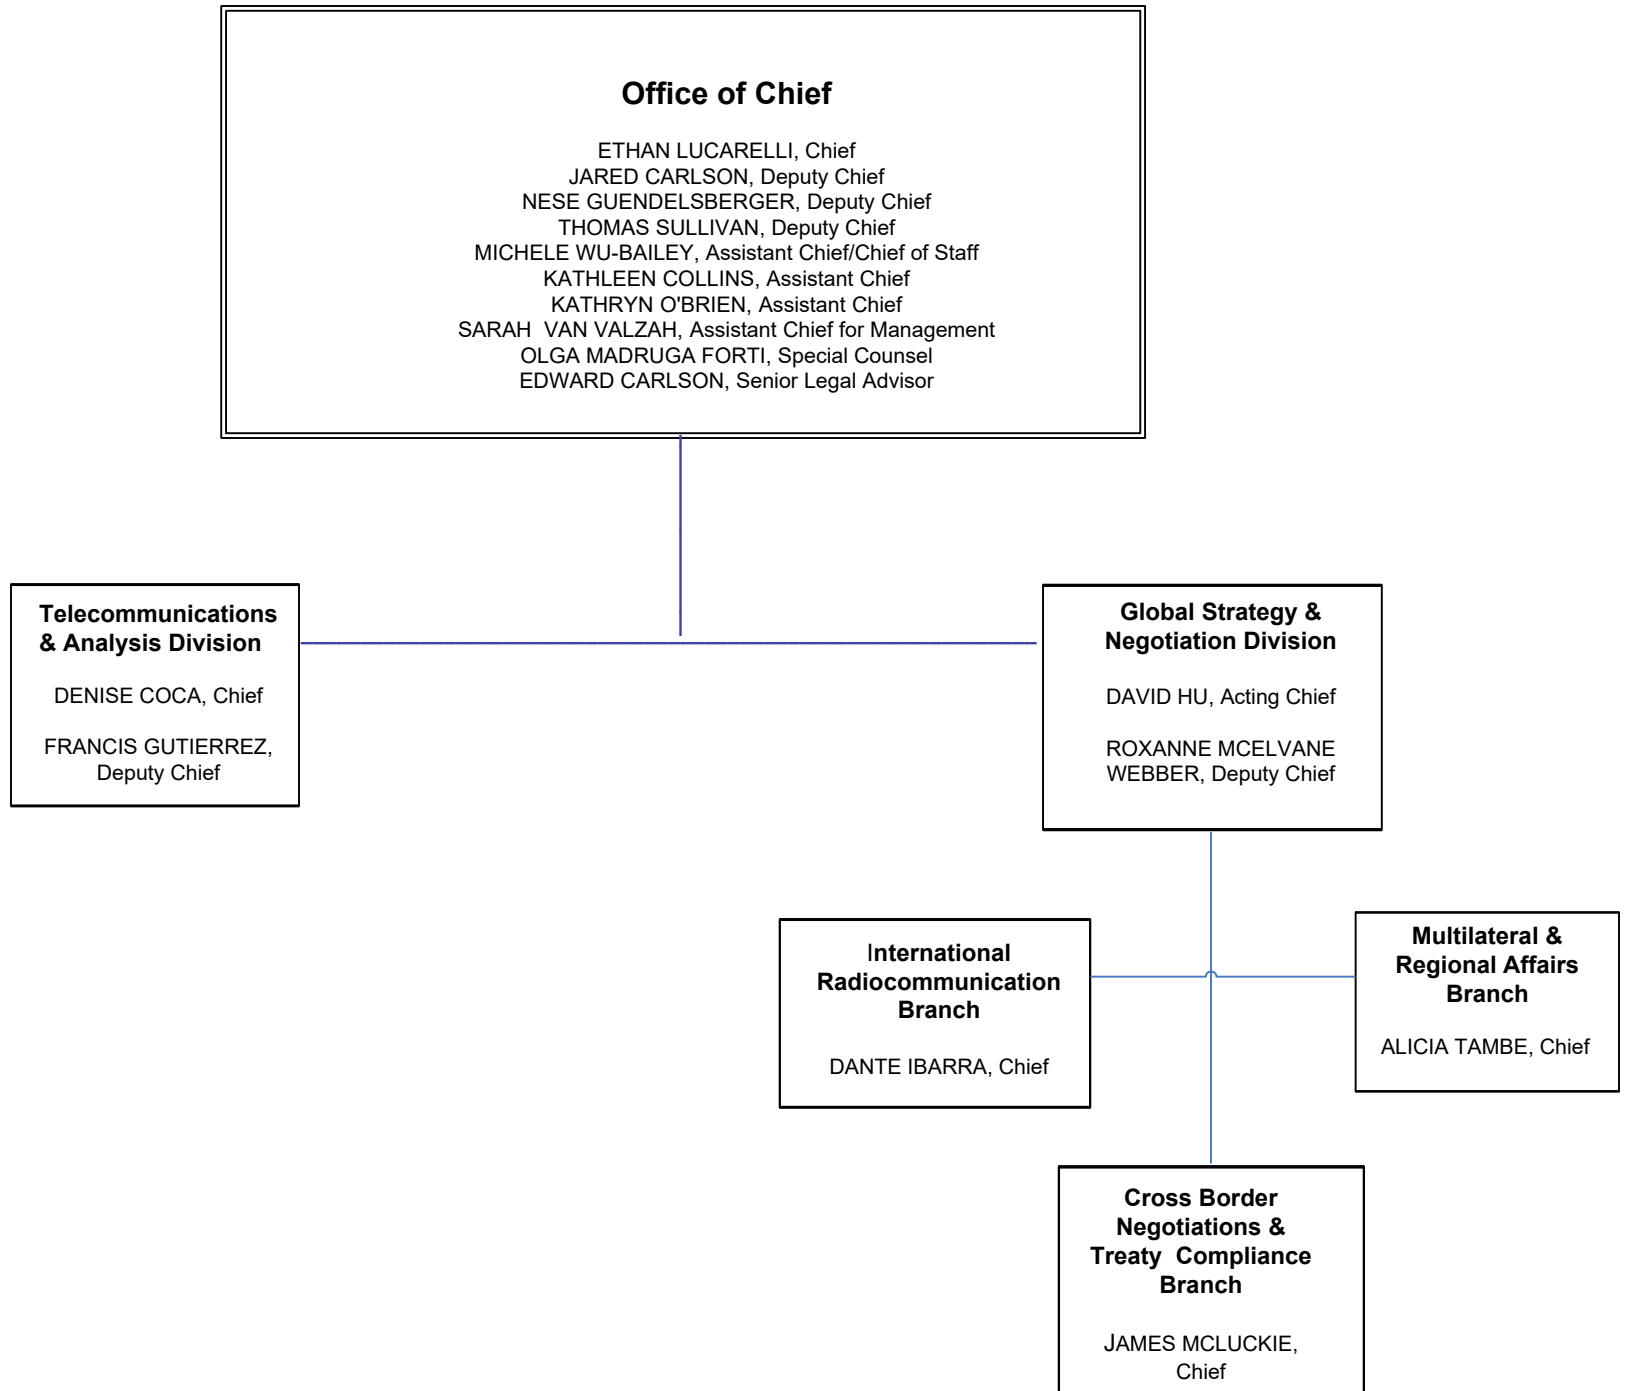 Office of Chief
ETHAN LUCARELLI, Chief
JARED CARLSON, Deputy Chief
NESE GUENDELSBERGER, Deputy Chief
THOMAS SULLIVAN, Deputy Chief
MICHELE WU-BAILEY, Assistant Chief/Chief of Staff
KATHLEEN COLLINS, Assistant Chief
KATHRYN O'BRIEN, Assistant Chief
SARAH  VAN VALZAH, Assistant Chief for Management
OLGA MADRUGA FORTI, Special Counsel
EDWARD CARLSON, Senior Legal Advisor
Telecommunications
& Analysis Division
DENISE COCA, Chief
FRANCIS GUTIERREZ,
Deputy Chief
Global Strategy &
Negotiation Division
DAVID HU, Acting Chief
ROXANNE MCELVANE
WEBBER, Deputy Chief
International
Radiocommunication
Branch
DANTE IBARRA, Chief
Multilateral &
Regional Affairs
Branch
ALICIA TAMBE, Chief
Cross Border
Negotiations &
Treaty  Compliance
Branch
JAMES MCLUCKIE,
Chief